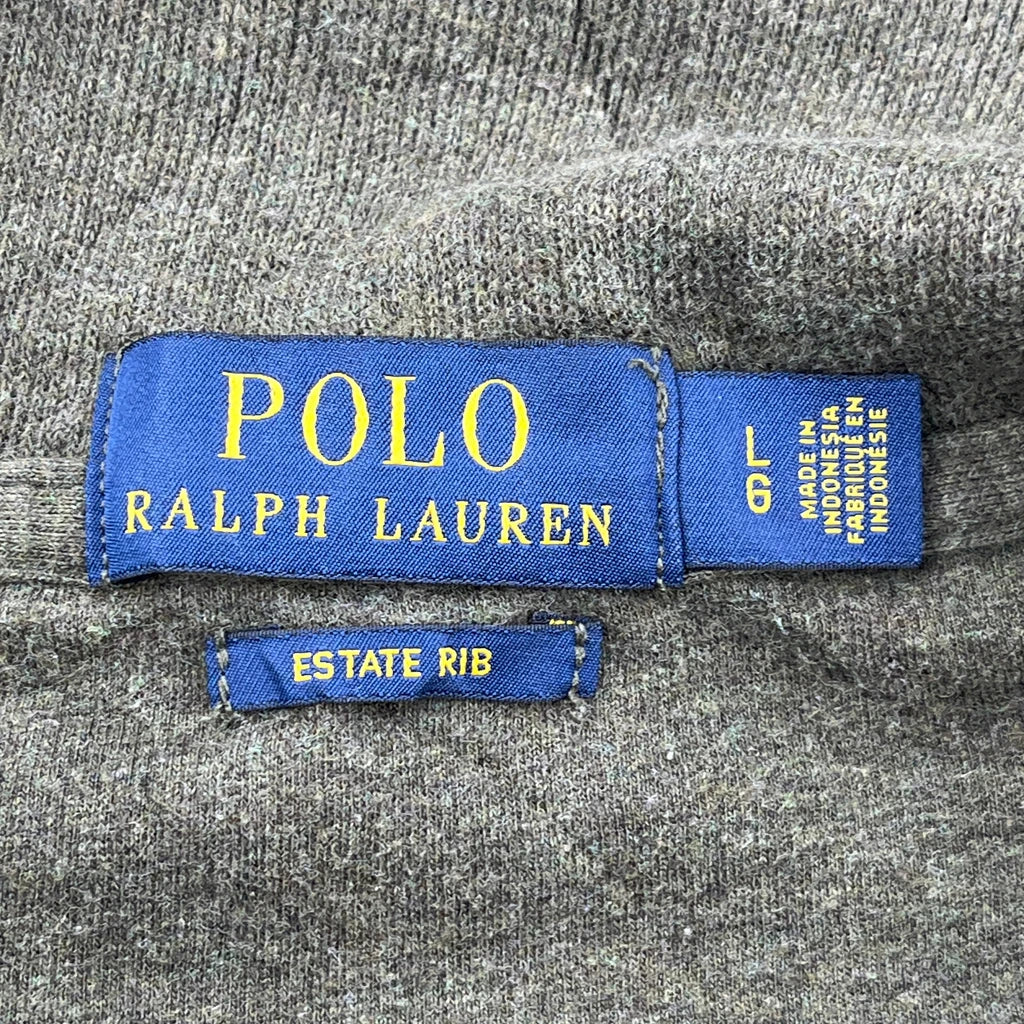 POLO
RALPH LAUREN
L
G
MADE IN
INDONESIA
FABRIQUÉ EN
INDONÉSIE
ESTATE RIB